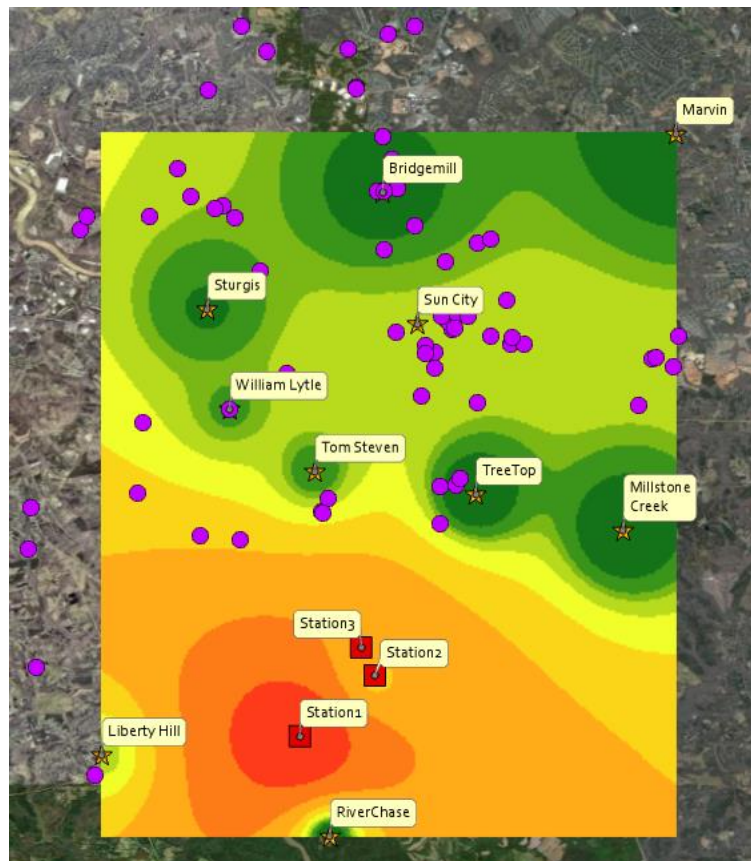 Marvin
Bridgemill
Sturgis
Sun City
William Lytle
Tom Steven
TreeTop
Millstone
Creek
Station3
Station2
Station1
Liberty Hill
RiverChase